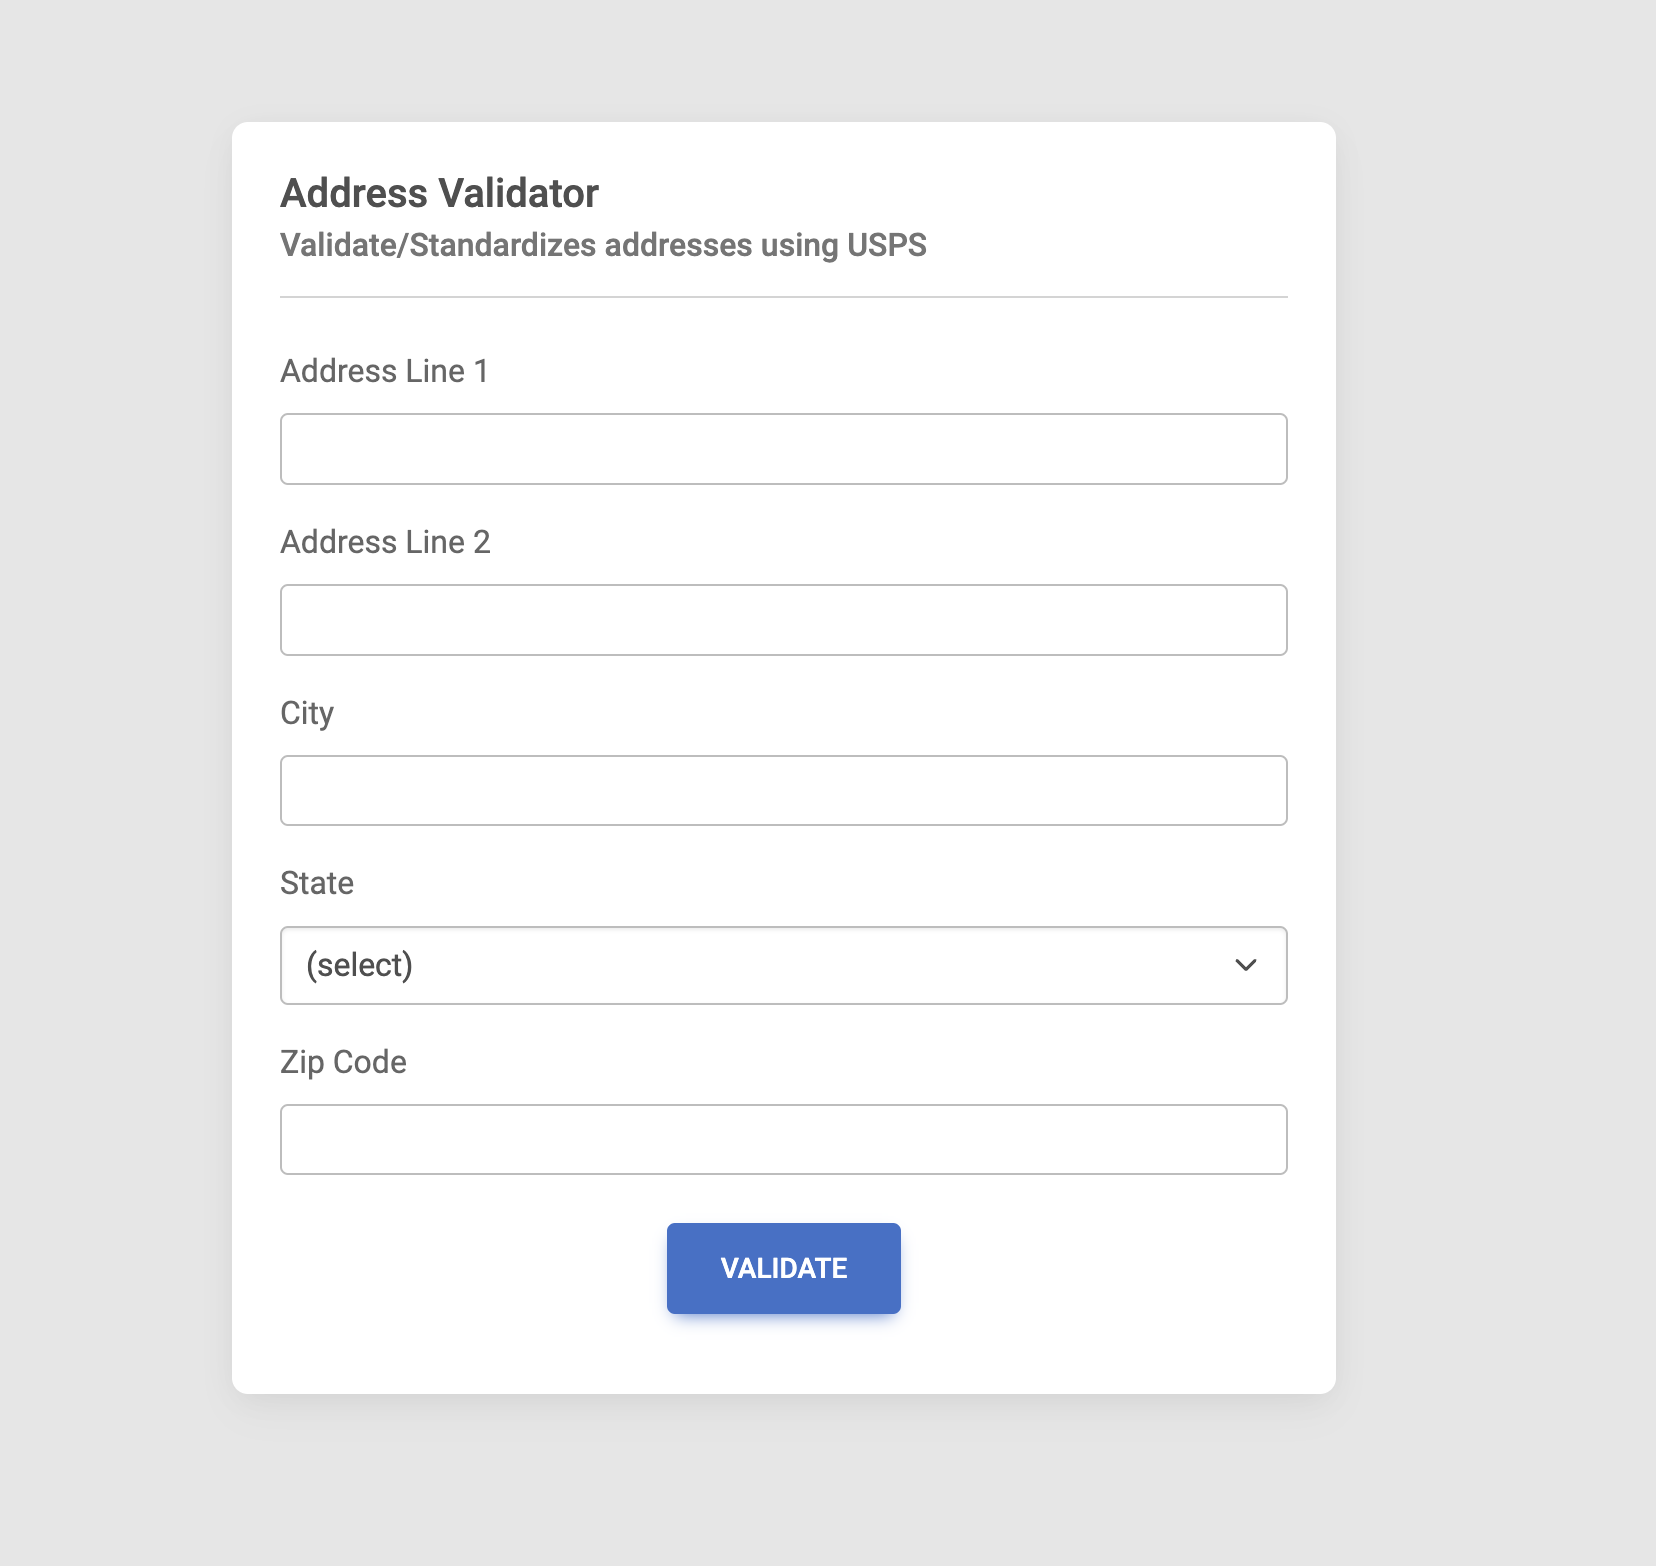 Address Validator
Validate/Standardizes addresses using USPS
Address Line 1
Address Line 2
City
State
(select)
Zip Code
VALIDATE